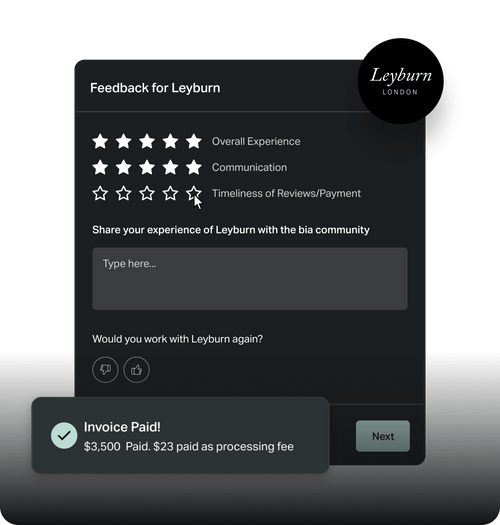 Leyburn
LONDON
Feedback for Leyburn
Overall Experience
Communication
Timeliness of Reviews/Payment
Share your experience of Leyburn with the bia community
Type here...
Would you work with Leyburn again?
Invoice Paid!
$3,500 Paid. $23 paid as processing fee
Next